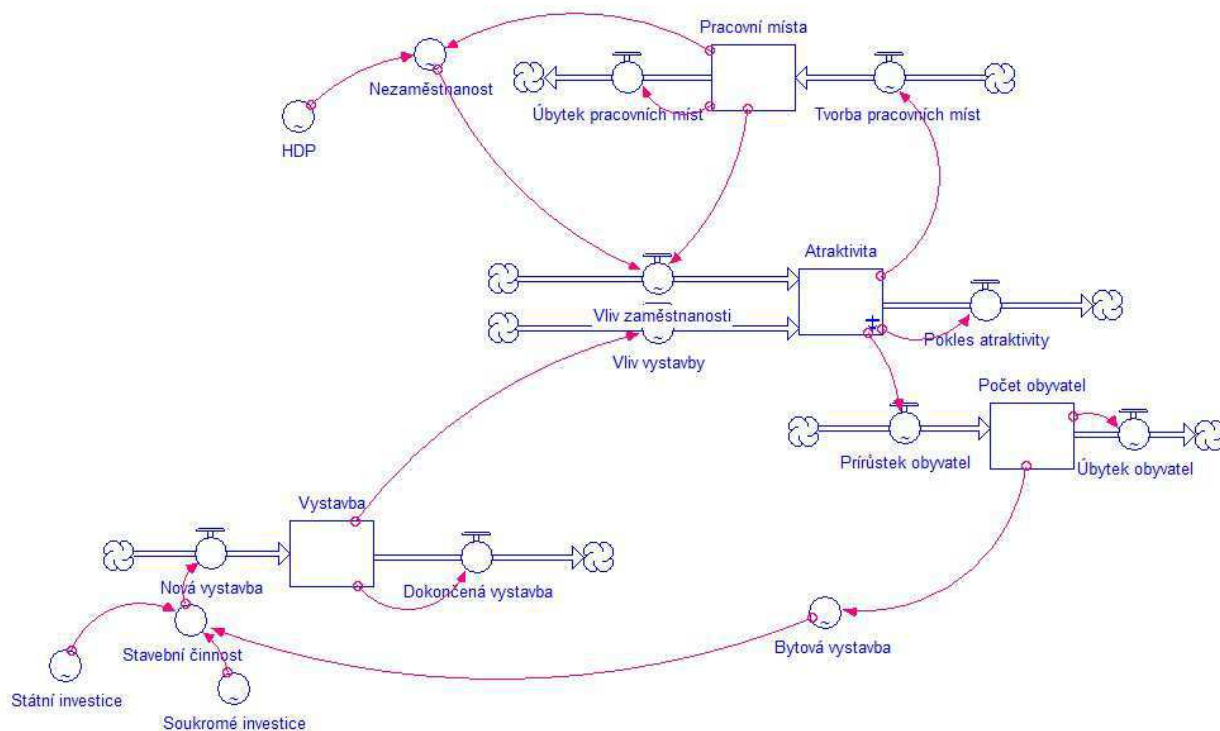 Pracovní místa
Nezaměstnanost
Úbytek pracovních míst
Tvorba pracovních míst
HDP
Atraktivita
Vliv zaměstnanosti
Pokles atraktivity
Vliv vystavby
Počet obyvatel
Prírůstek obyvatel
Úbytek obyvatel
Vystavba
Nová vystavba
Dokončená vystavba
Stavební činnost
Bytová vystavba
Státní investice
Soukromé investice